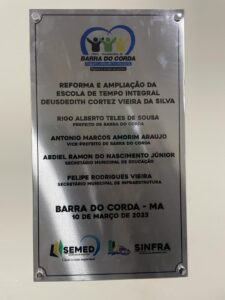 BARRA DO CORDA
REFORMA E AMPLIAÇÃO DA
ESCOLA DE TEMPO INTEGRAL
DEUSDEDITH CORTEZ VIEIRA DA SILVA
RIGO ALBERTO TELES DE SOUSA
PREFEITO DE BARRA DO CORDA
ANTONIO MARCOS AMORIM ARAUJO
VICE-PREFEITO DE BARRA DO CORDA
ABDIEL RAMON DO NASCIMENTO JÚNIOR
SECRETÁRIO MUNICIPAL DE EDUCAÇÃO
FELIPE RODRIGUES VIEIRA
SECRETÁRIO MUNICIPAL DE INFRAESTRUTURA
BARRA DO CORDA - MA
10 DE MARÇO DE 2023
SEMED SINFRA